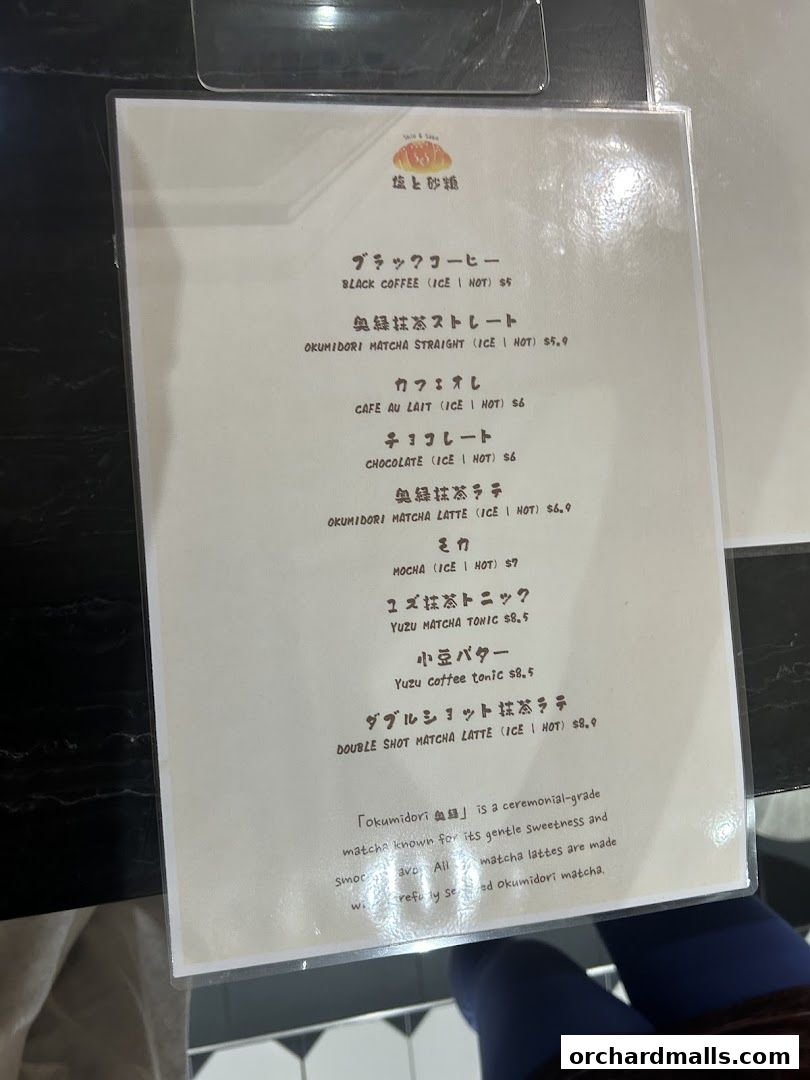 塩と砂糖
ブラックコーヒー
BLACK COFFEE (ICE | HOT) $5
奥緑抹茶ストレート
OKUMIDORI MATCHA STRAIGHT (ICE | HOT) $5.9
カフェオレ
CAFE AU LAIT (ICE | HOT) $6
チョコレート
CHOCOLATE (ICE | HOT) $6
奥緑抹茶ラテ
OKUMIDORI MATCHA LATTE (ICE | HOT) $6.9
モカ
MOCHA (ICE | HOT) $7
ユズ抹茶トニック
YUZU MATCHA TONIC $8.5
小豆バター
Yuzu coffee tonic $8.5
ダブルショット抹茶ラテ
DOUBLE SHOT MATCHA LATTE (ICE | HOT) $8.9
「okumidori 奥緑」 is a ceremonial-grade
matcha known for its gentle sweetness and
All matcha lattes are made
okumidori matcha.
orchardmalls.com